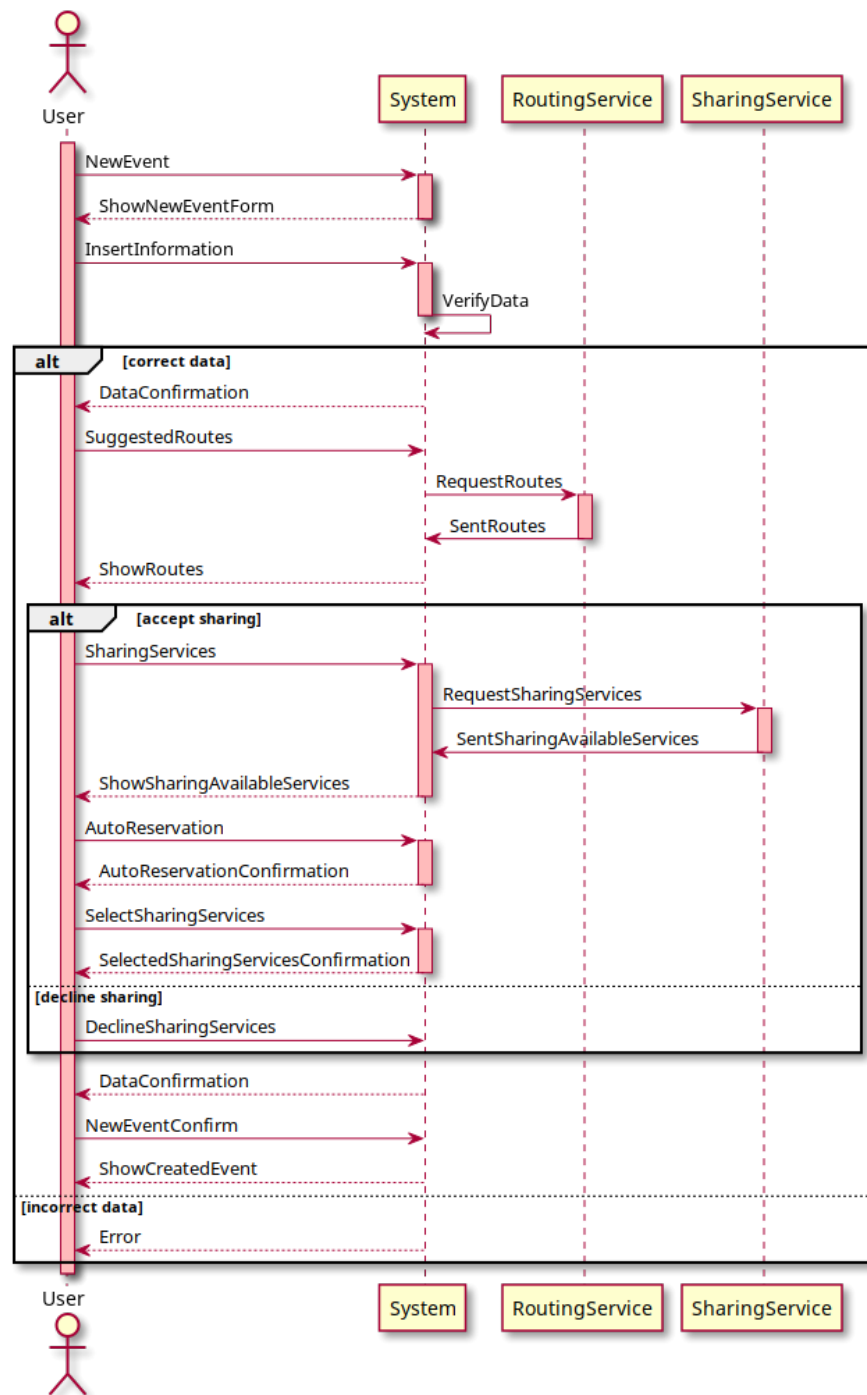 User
System
RoutingService
SharingService
NewEvent
ShowNewEventForm
InsertInformation
VerifyData
alt
[correct data]
DataConfirmation
SuggestedRoutes
RequestRoutes
SentRoutes
ShowRoutes
alt
[accept sharing]
SharingServices
RequestSharingServices
SentSharingAvailableServices
ShowSharingAvailableServices
AutoReservation
AutoReservationConfirmation
SelectSharingServices
SelectedSharingServicesConfirmation
[decline sharing]
DeclineSharingServices
DataConfirmation
NewEventConfirm
ShowCreatedEvent
[incorrect data]
Error
User
System
RoutingService
SharingService